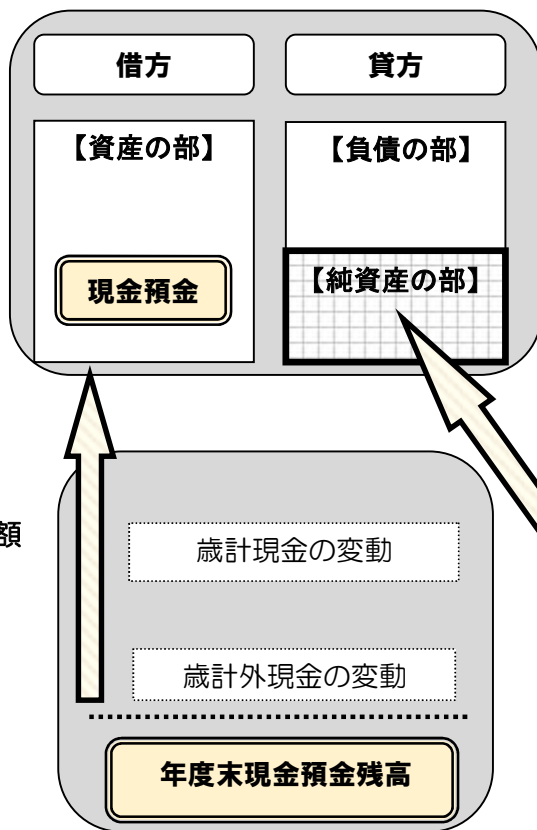 借方
貸方
【資産の部】
【負債の部】
現金預金
【純資産の部】
額
歳計現金の変動
歳計外現金の変動
年度末現金預金残高